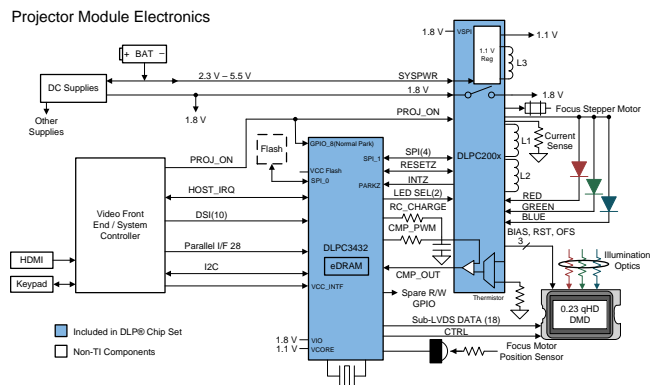 Projector Module Electronics
+ BAT −
DC Supplies
Other
Supplies
2.3 V – 5.5 V
SYSPWR
1.8 V
1.8 V
PROJ_ON
1.8 V
VSPI
1.1 V
Reg
1.1 V
L3
1.8 V
Focus Stepper Motor
Current
Sense
L1
L2
DLPC200x
RED
GREEN
BLUE
BIAS, RST, OFS
3
Illumination
Optics
0.23 qHD
DMD
Thermistor
Flash
GPIO_8(Normal Park)
VCC Flash
SPI_0
SPI_1
PARKZ
SPI(4)
RESETZ
INTZ
LED SEL(2)
RC_CHARGE
CMP_PWM
CMP_OUT
DLPC3432
eDRAM
VCC_INTF
Spare R/W
GPIO
Sub-LVDS DATA (18)
CTRL
1.8 V
VIO
1.1 V
VCORE
Focus Motor
Position Sensor
PROJ_ON
HOST_IRQ
DSI(10)
Parallel I/F 28
I2C
Video Front
End / System
Controller
HDMI
Keypad
Included in DLP® Chip Set
Non-TI Components